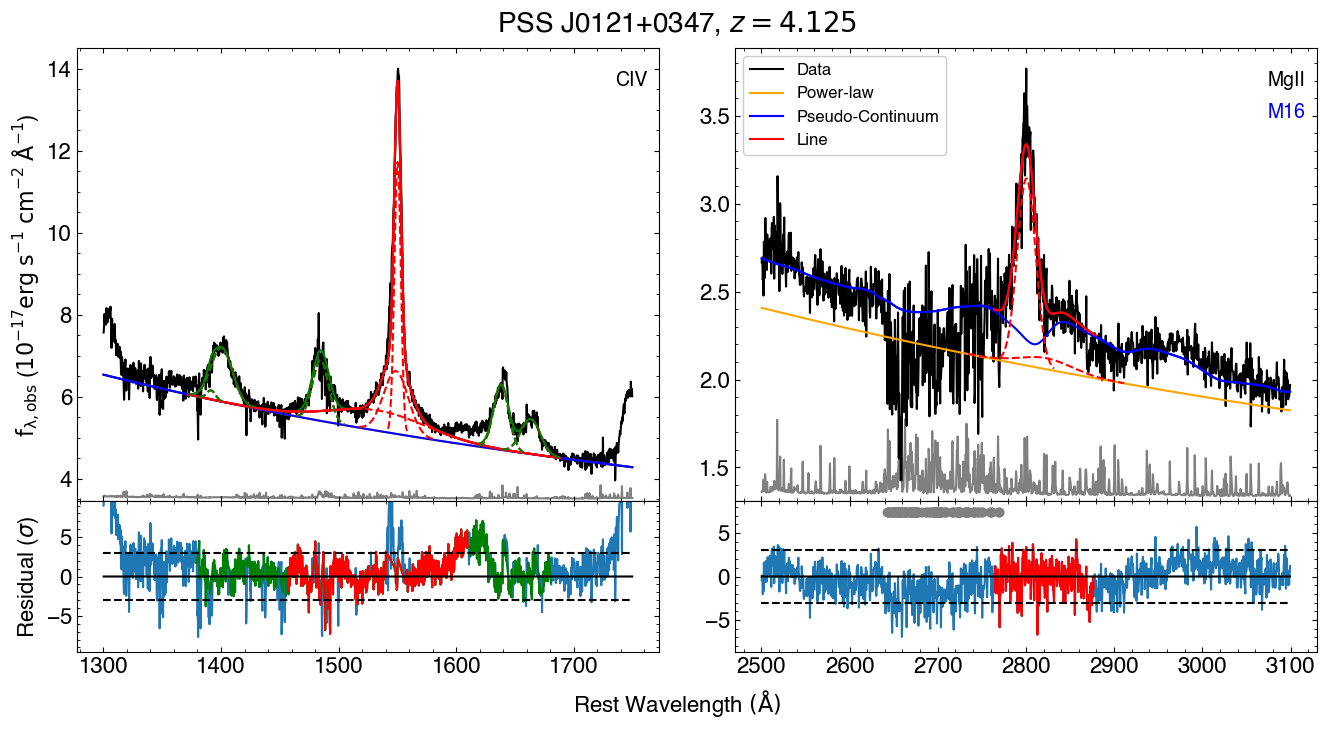 PSS J0121+0347, z = 4.125
CIV
MgII
M16
Data
Power-law
Pseudo-Continuum
Line
f_λ,obs (10⁻¹⁷erg s⁻¹ cm⁻² Å⁻¹)
14
12
10
8
6
4
3.5
3.0
2.5
2.0
1.5
Residual (σ)
5
0
−5
5
0
−5
1300 1400 1500 1600 1700
2500 2600 2700 2800 2900 3000 3100
Rest Wavelength (Å)